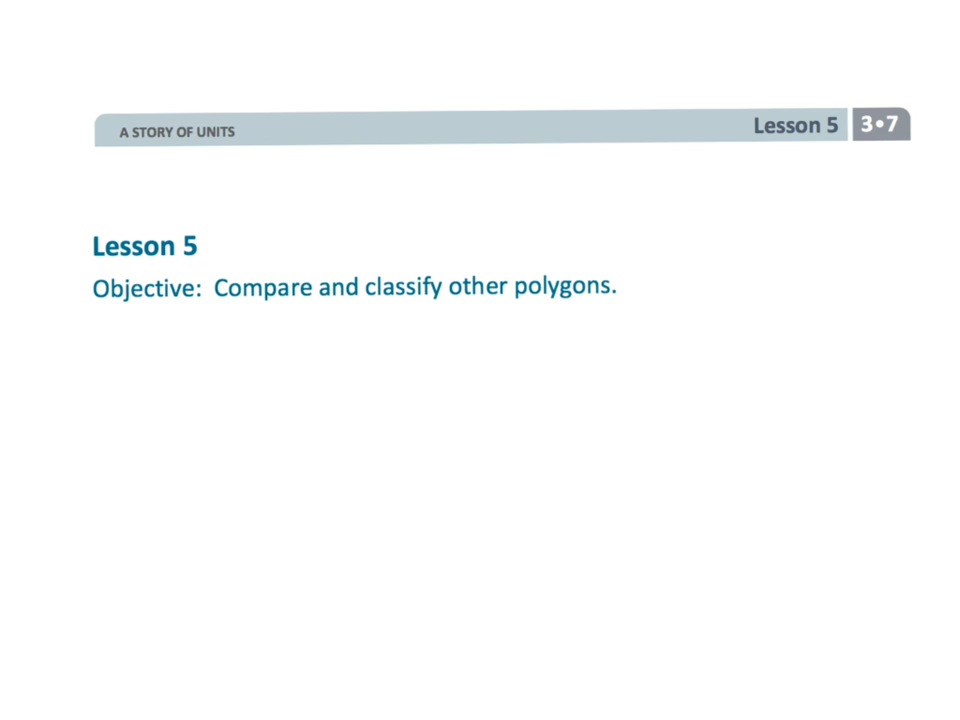 A STORY OF UNITS
Lesson 5
3•7
Lesson 5
Objective: Compare and classify other polygons.